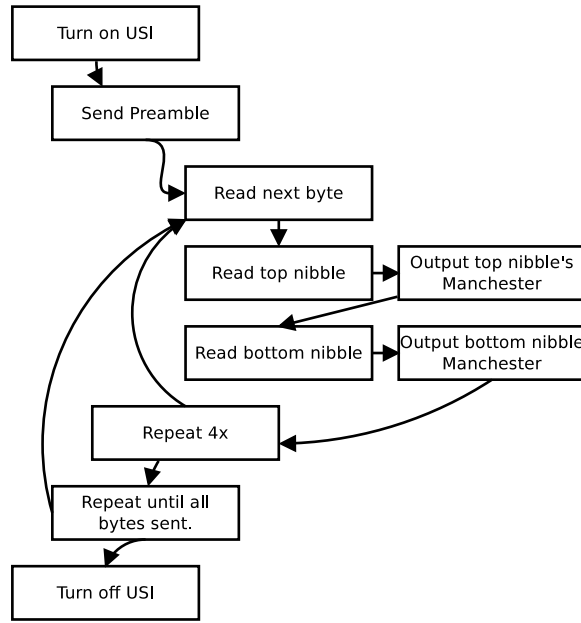 Turn on USI
Send Preamble
Read next byte
Read top nibble
Output top nibble's
Manchester
Read bottom nibble
Output bottom nibble
Manchester
Repeat 4x
Repeat until all
bytes sent.
Turn off USI